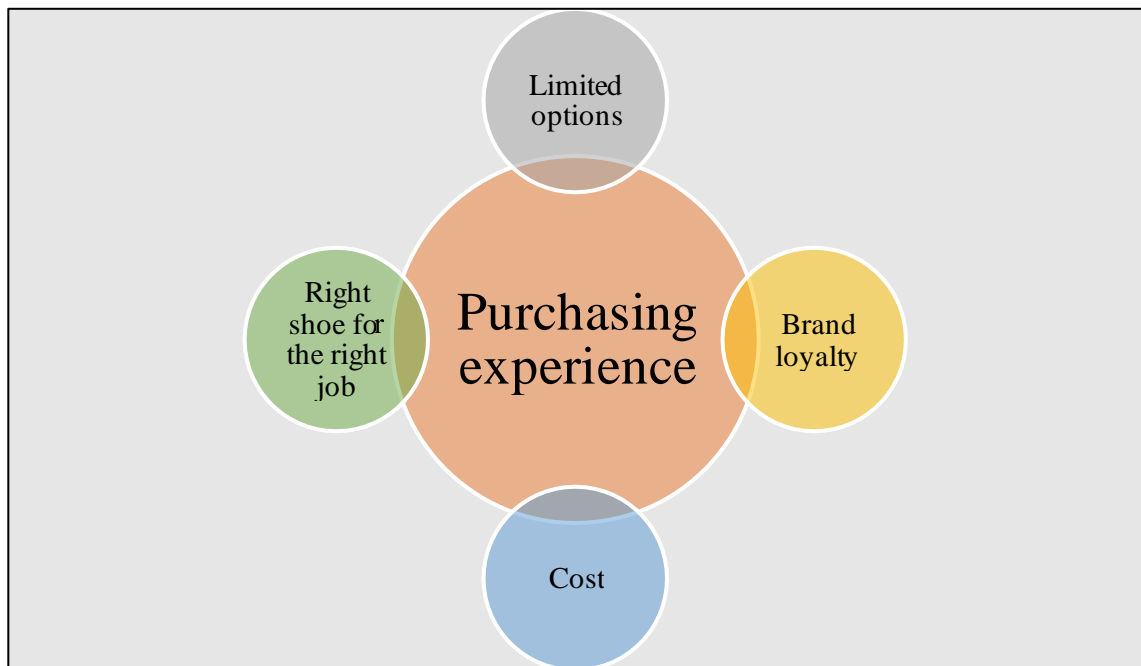 Limited
options
Right
shoe for
the right
job
Purchasing
experience
Brand
loyalty
Cost